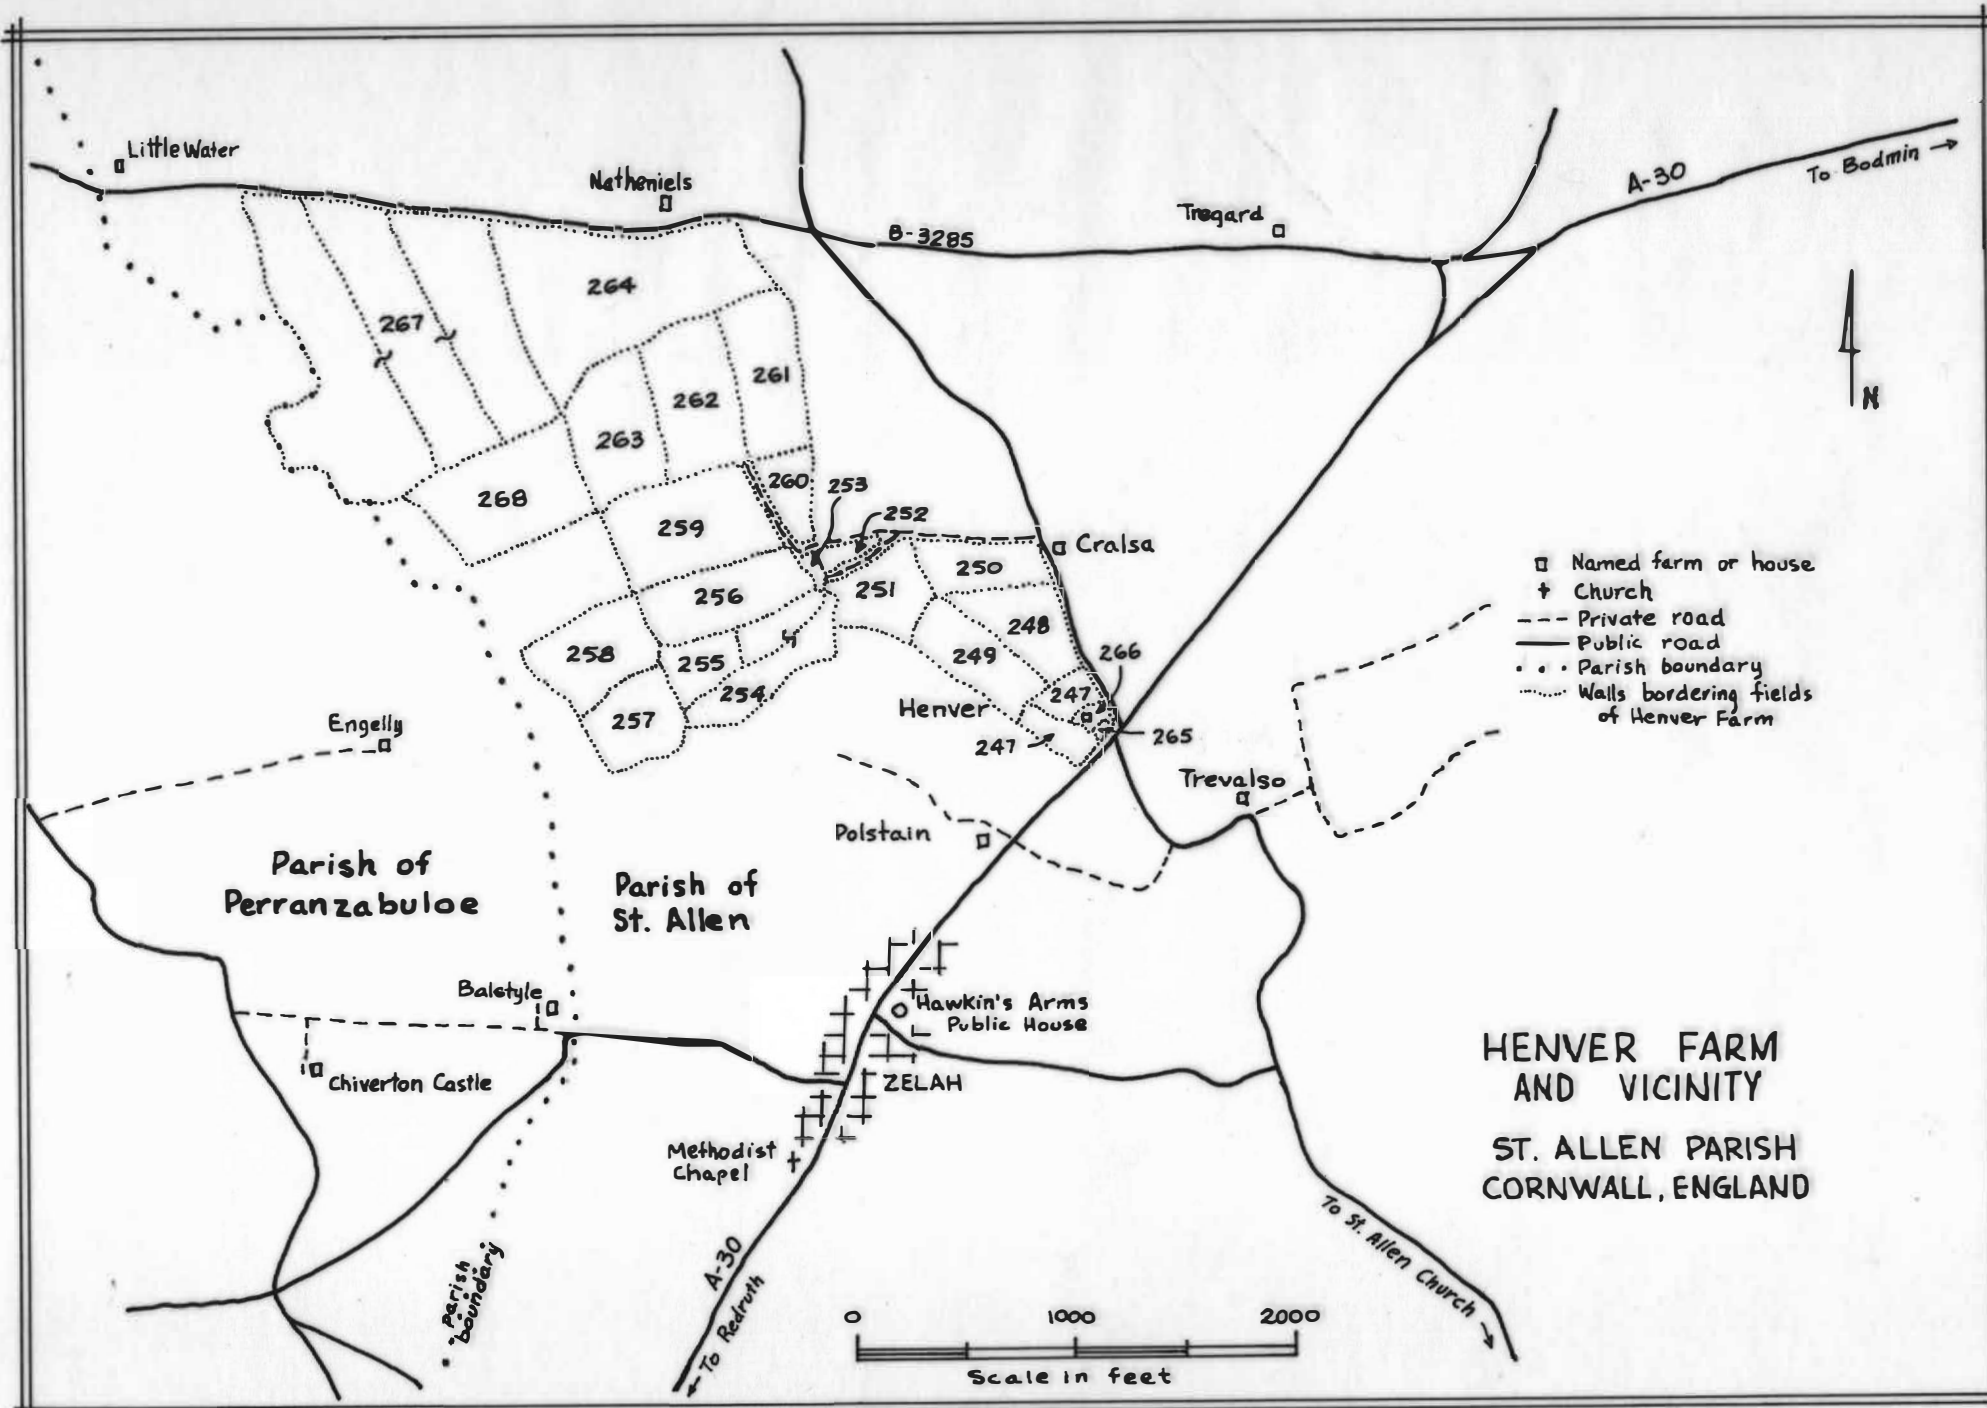 Little Water
Natheniels
B-3285
Tregard
A-30
To Bodmin →
N
264
267
261
262
263
260
253
252
268
259
Cralsa
250
256
251
248
258
255
249
266
254
247
257
Henver
247
265
Named farm or house
Church
Private road
Public road
Parish boundary
Walls bordering fields
of Henver Farm
Engelly
Trevalso
Polstain
Parish of
Perranzabuloe
Parish of
St. Allen
Balstyle
Chiverton Castle
Hawkin's Arms
Public House
ZELAH
Methodist
Chapel
HENVER FARM
AND VICINITY
ST. ALLEN PARISH
CORNWALL, ENGLAND
Parish
boundary
A-30
← To Redruth
To St. Allen Church →
0 1000 2000
Scale in feet